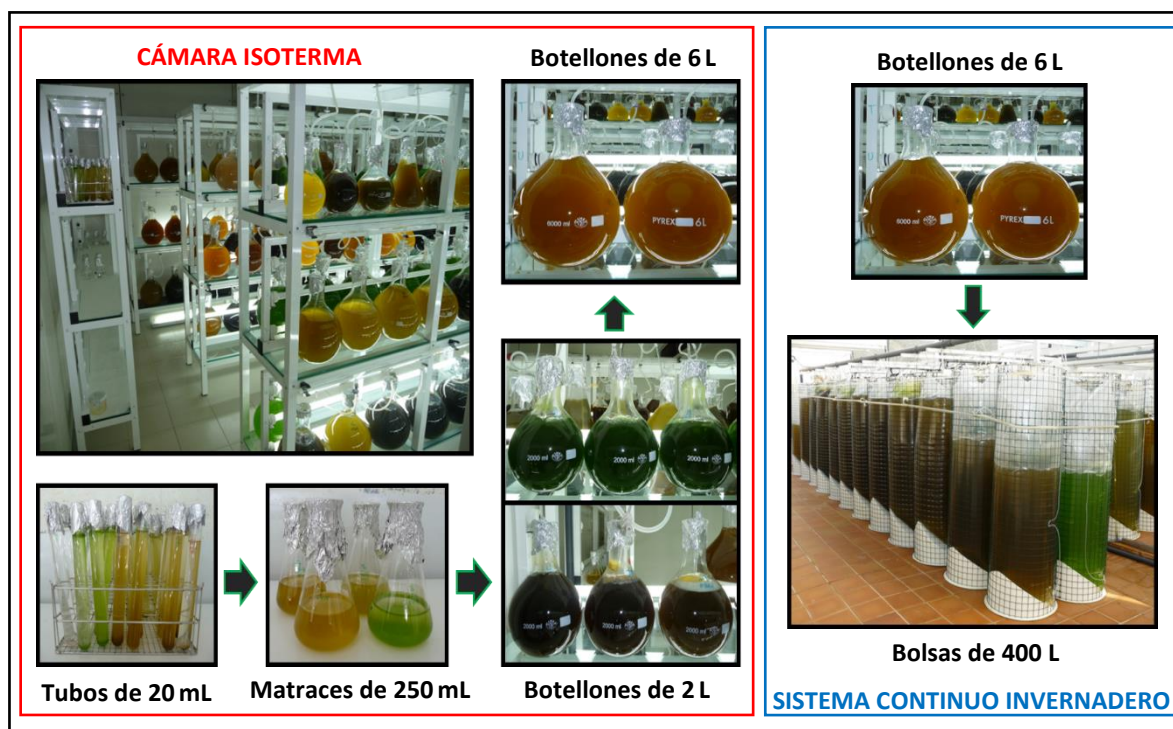 CÁMARA ISOTERMA
Botellones de 6 L
6000 ml
PYREX
6L
2000 ml
2000 ml
2000 ml
2000 ml
2000 ml
2000 ml
Tubos de 20 mL
Matraces de 250 mL
Botellones de 2 L
Botellones de 6 L
6000 ml
PYREX
6L
Bolsas de 400 L
SISTEMA CONTINUO INVERNADERO